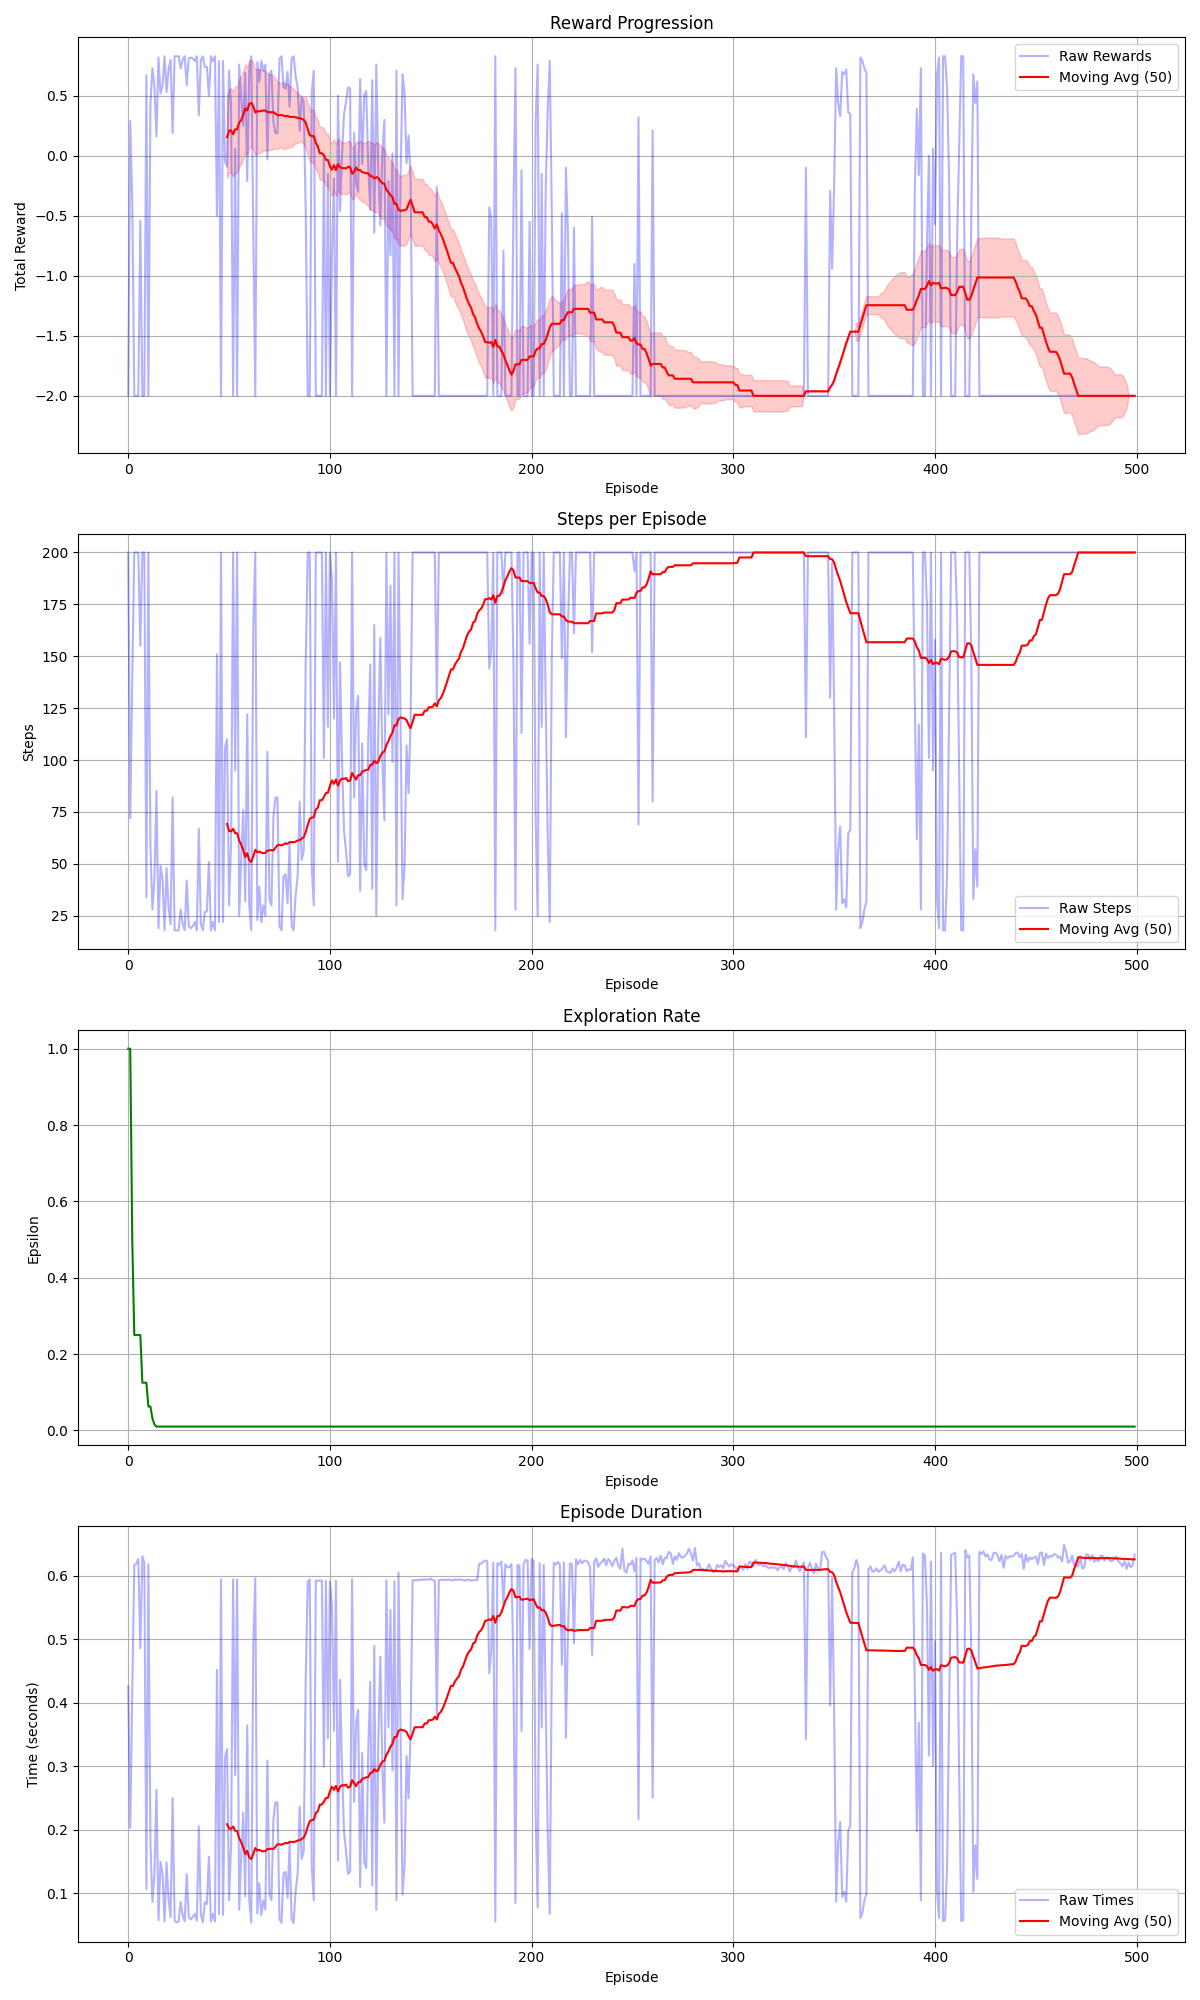 Reward Progression
Total Reward
0.5
0.0
−0.5
−1.0
−1.5
−2.0
Raw Rewards
Moving Avg (50)
0 100 200 300 400 500
Episode
Steps per Episode
Steps
200
175
150
125
100
75
50
25
Raw Steps
Moving Avg (50)
0 100 200 300 400 500
Episode
Exploration Rate
Epsilon
1.0
0.8
0.6
0.4
0.2
0.0
0 100 200 300 400 500
Episode
Episode Duration
Time (seconds)
0.6
0.5
0.4
0.3
0.2
0.1
Raw Times
Moving Avg (50)
0 100 200 300 400 500
Episode